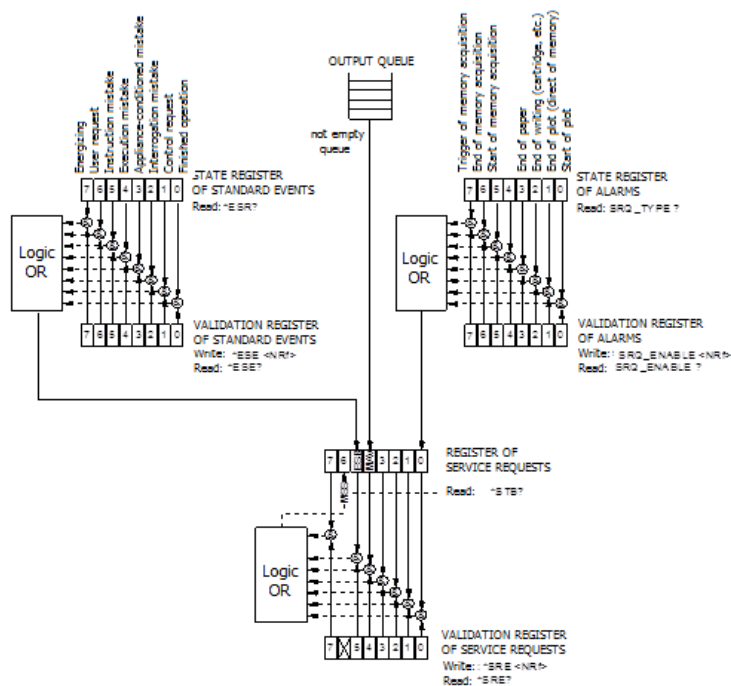 OUTPUT QUEUE
not empty
queue
Energizing
User request
Instruction mistake
Execution mistake
Appliance-conditioned mistake
Interrogation mistake
Control request
Finished operation
7 6 5 4 3 2 1 0
STATE REGISTER
OF STANDARD EVENTS
Read: *ESR?
Logic
OR
7 6 5 4 3 2 1 0
VALIDATION REGISTER
OF STANDARD EVENTS
Write: *ESE <NRf>
Read: *ESE?
Trigger of memory acquisition
End of memory acquisition
Start of memory acquisition
End of paper
End of writing (cartridge, etc.)
End of plot (direct of memory)
Start of plot
7 6 5 4 3 2 1 0
STATE REGISTER
OF ALARMS
Read: SRQ_TYPE ?
Logic
OR
7 6 5 4 3 2 1 0
VALIDATION REGISTER
OF ALARMS
Write: : SRQ_ENABLE <NRf>
Read: SRQ_ENABLE ?
7 6 ESB MAV 3 2 1 0
REGISTER OF
SERVICE REQUESTS
MSS
Read: *STB?
Logic
OR
7 X 5 4 3 2 1 0
VALIDATION REGISTER
OF SERVICE REQUESTS
Write: : *SRE <NRf>
Read: *SRE?